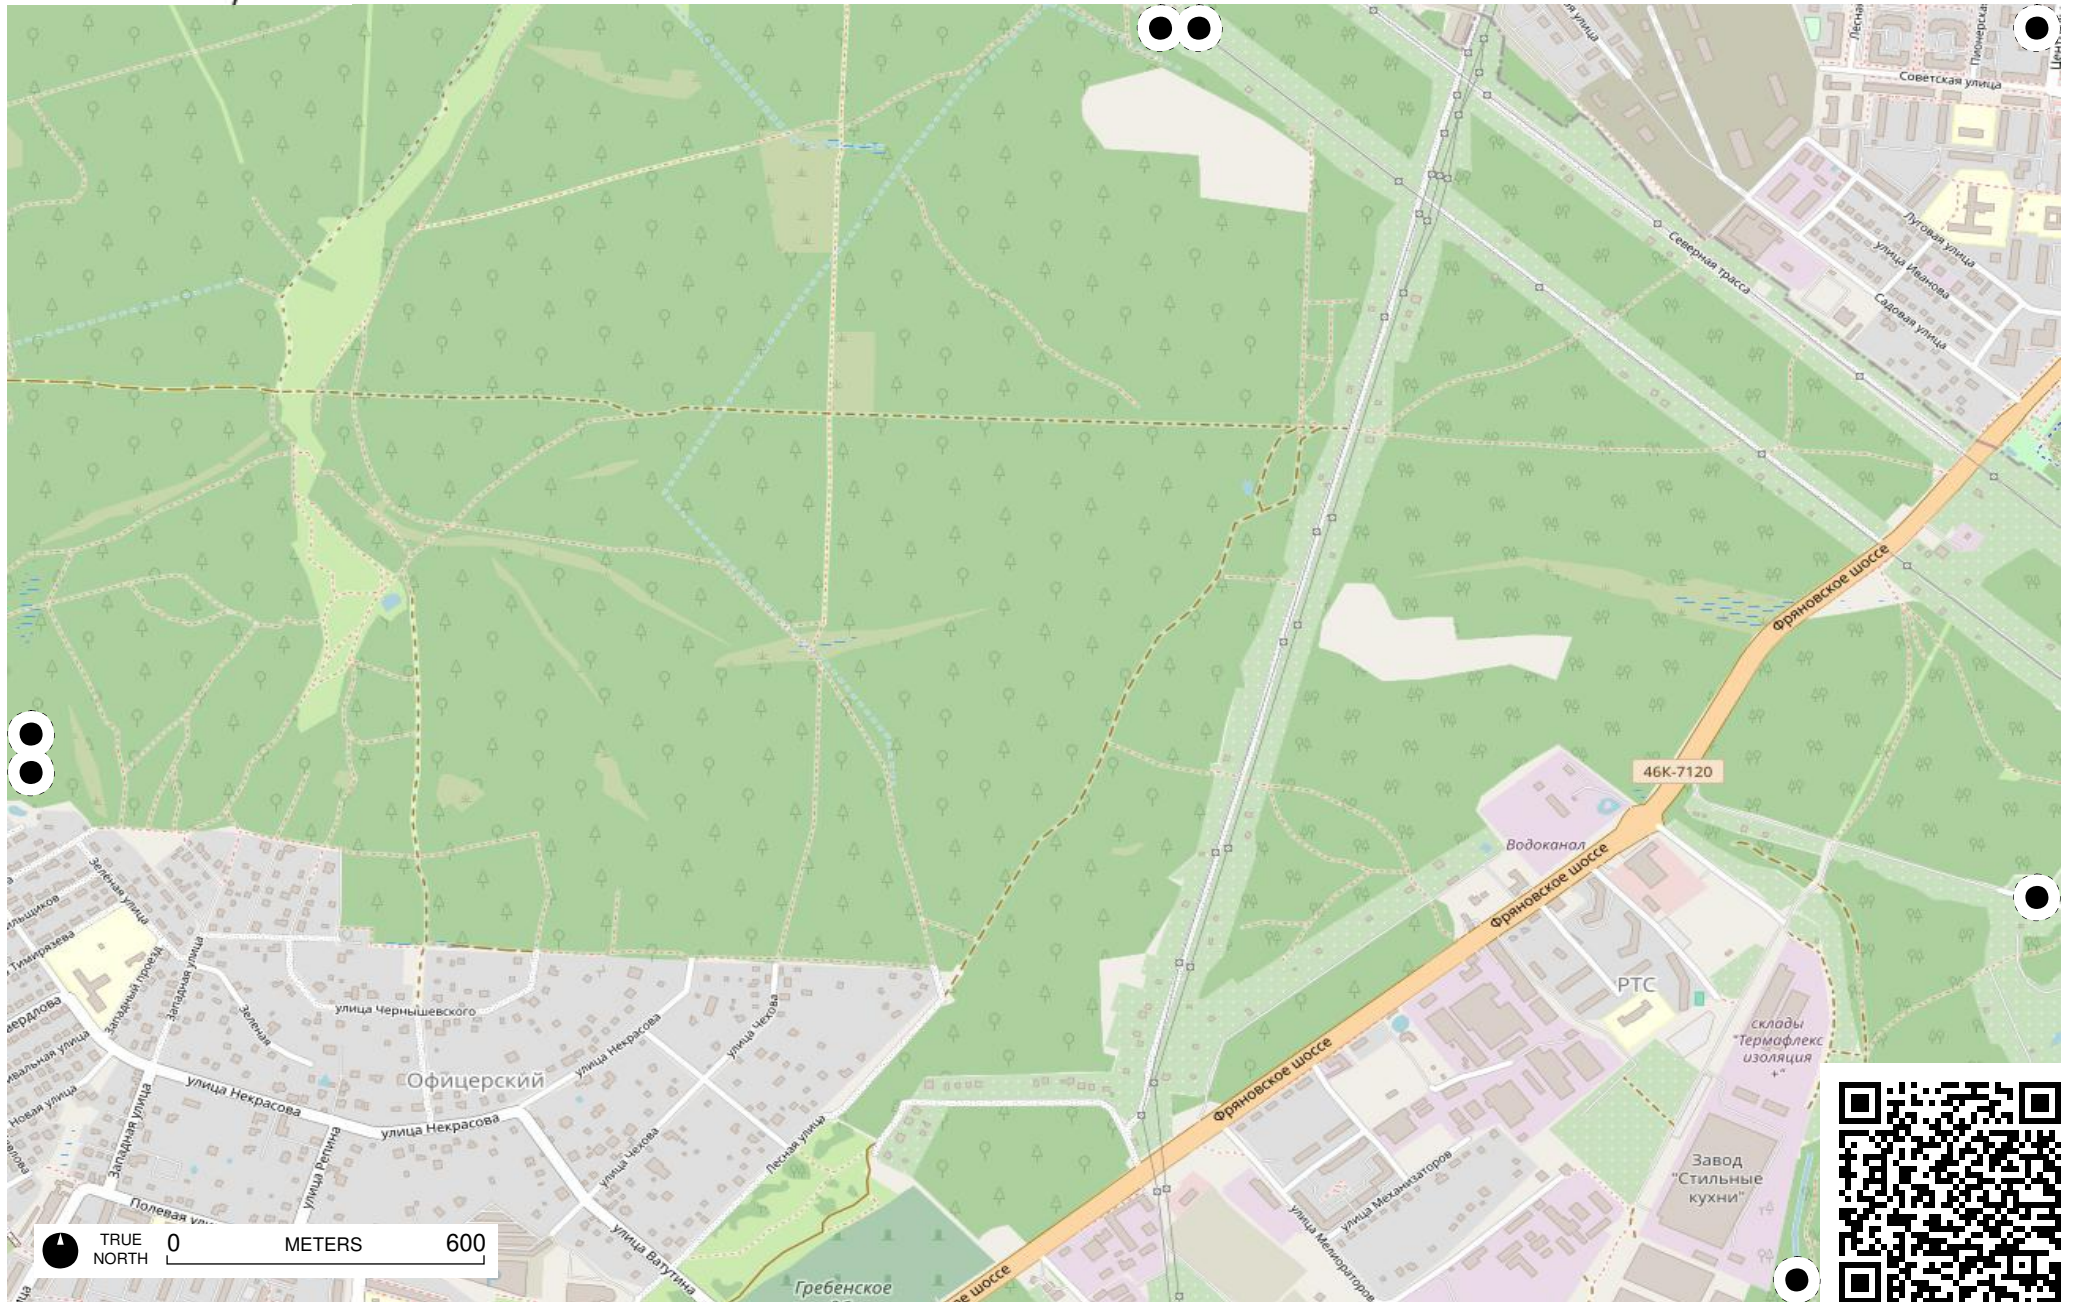 Советская улица
Луговая улица
улица Иванова
Садовая улица
Северная трасса
Фряновское шоссе
46К-7120
Водоканал
Фряновское шоссе
РТС
склады
"Термафлекс
изоляция
+"
Зелёная улица
Западный проезд
Западная улица
Зеленая
улица Чернышевского
улица Некрасова
улица Чехова
Офицерский
улица Некрасова
улица Некрасова
Новая улица
Западная улица
улица Репина
улица Чехова
Лесная улица
Фряновское шоссе
улица Механизаторов
улица Мелиораторов
Завод
"Стильные
кухни"
улица Ватутина
Гребенское
TRUE
NORTH
0 METERS 600